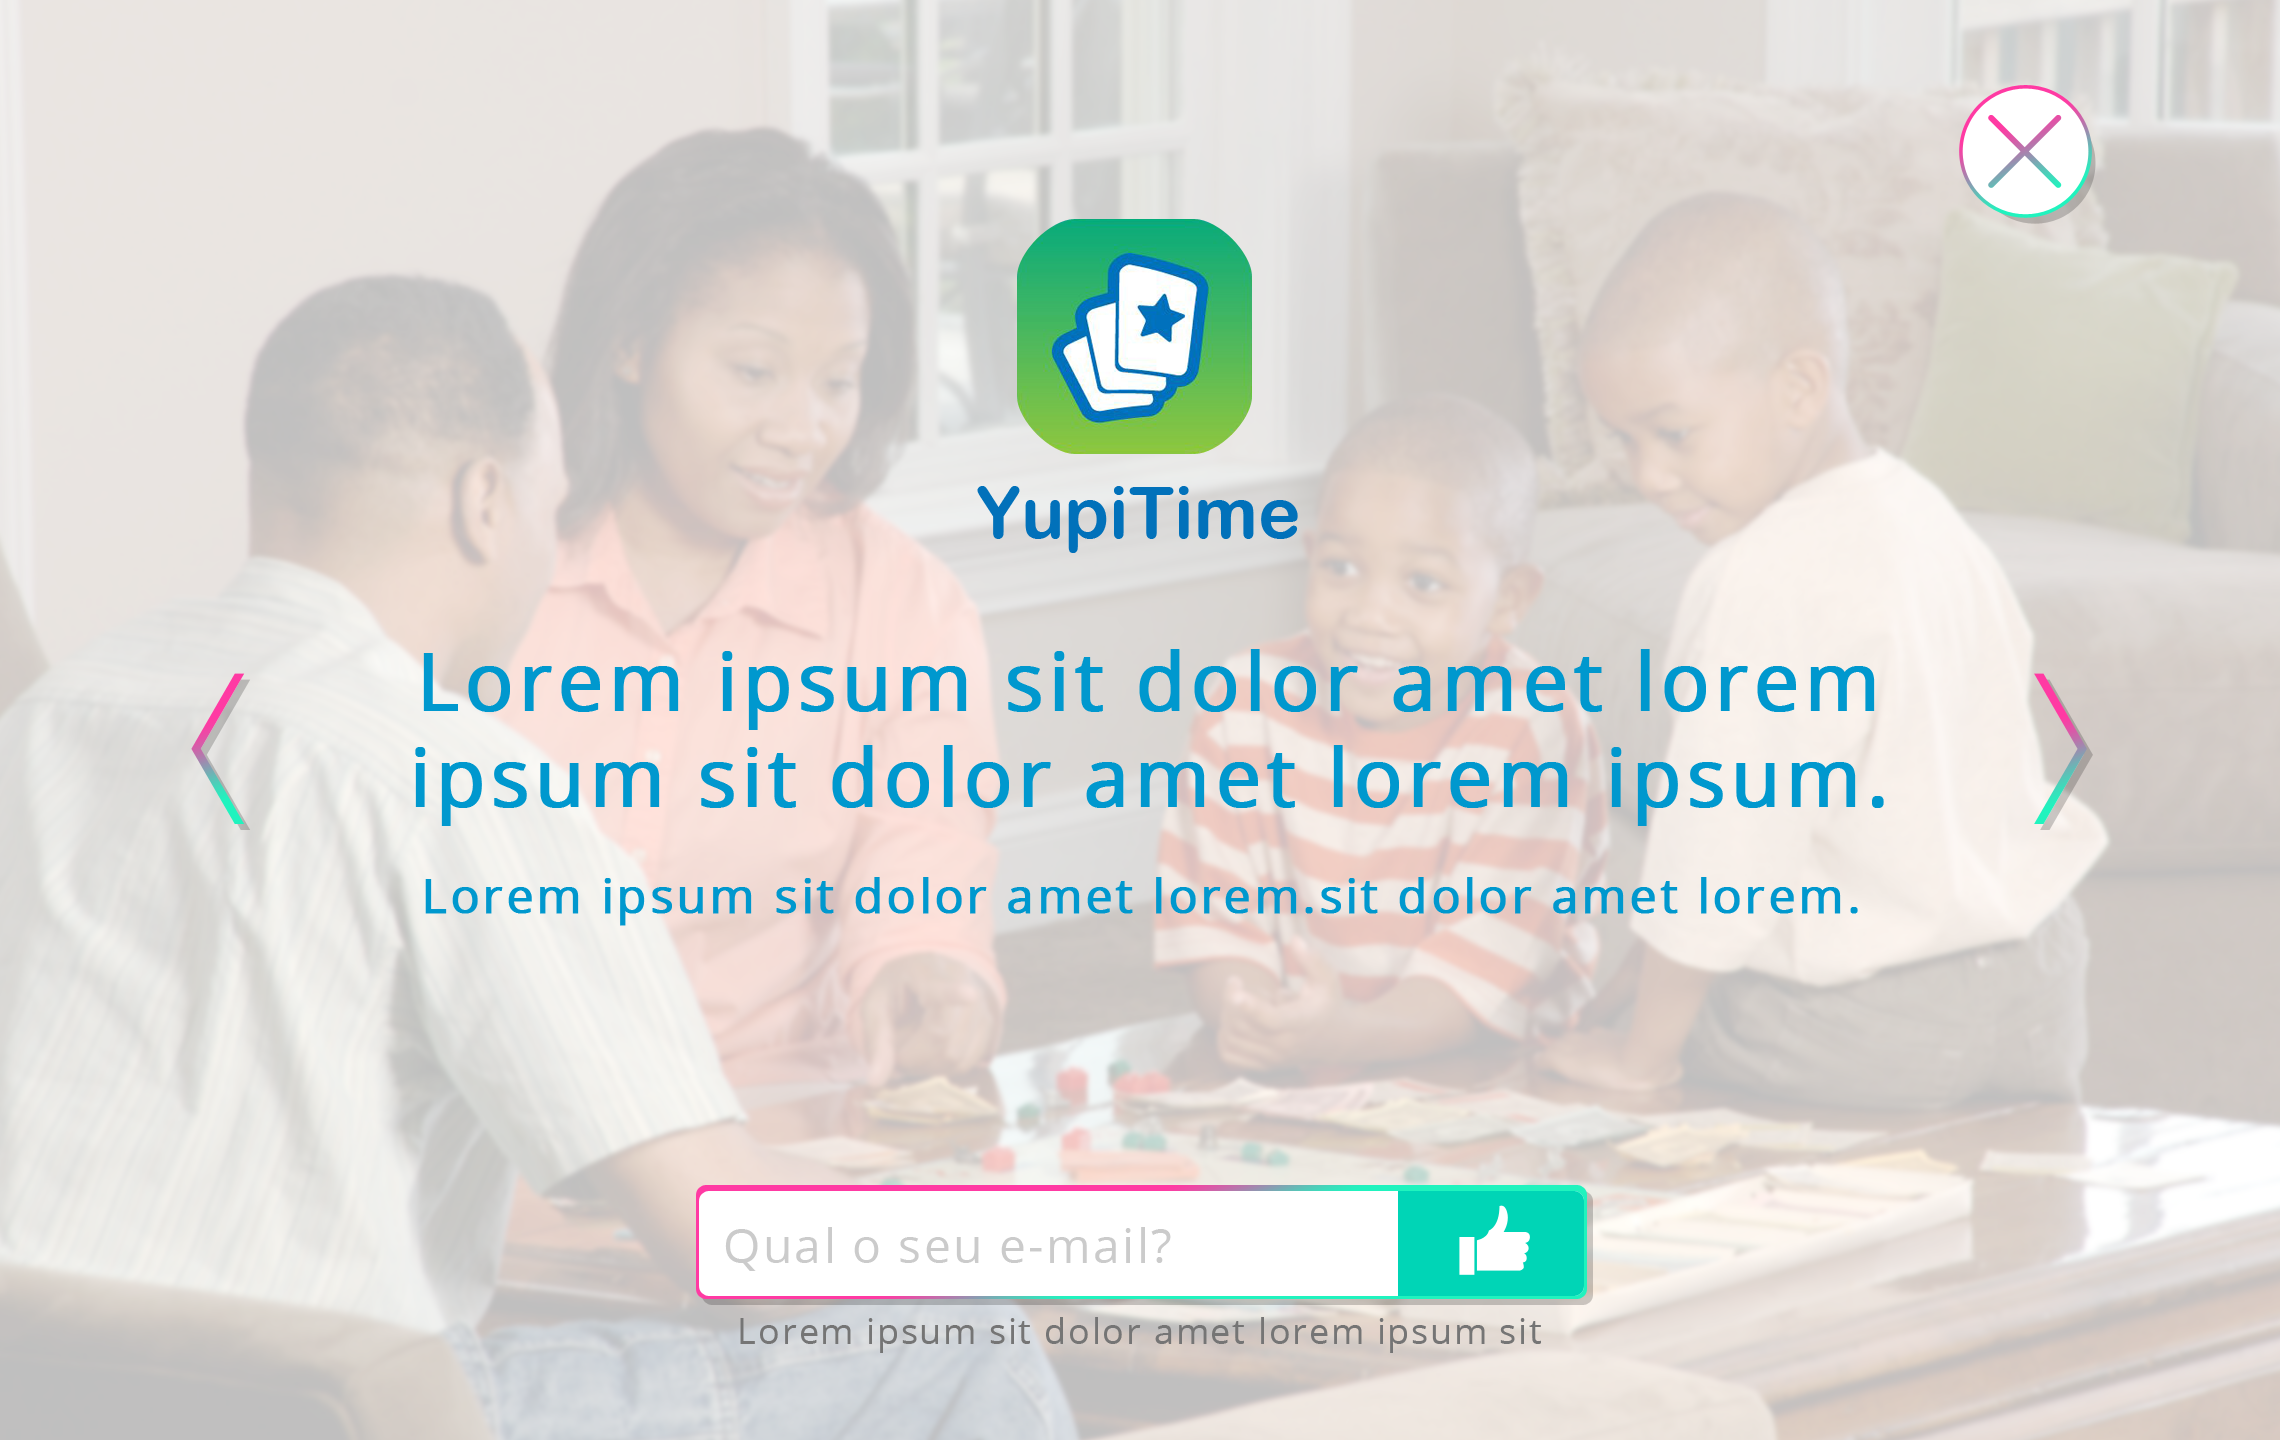 YupiTime
Lorem ipsum sit dolor amet lorem
ipsum sit dolor amet lorem ipsum.
Lorem ipsum sit dolor amet lorem.sit dolor amet lorem.
Qual o seu e-mail?
Lorem ipsum sit dolor amet lorem ipsum sit